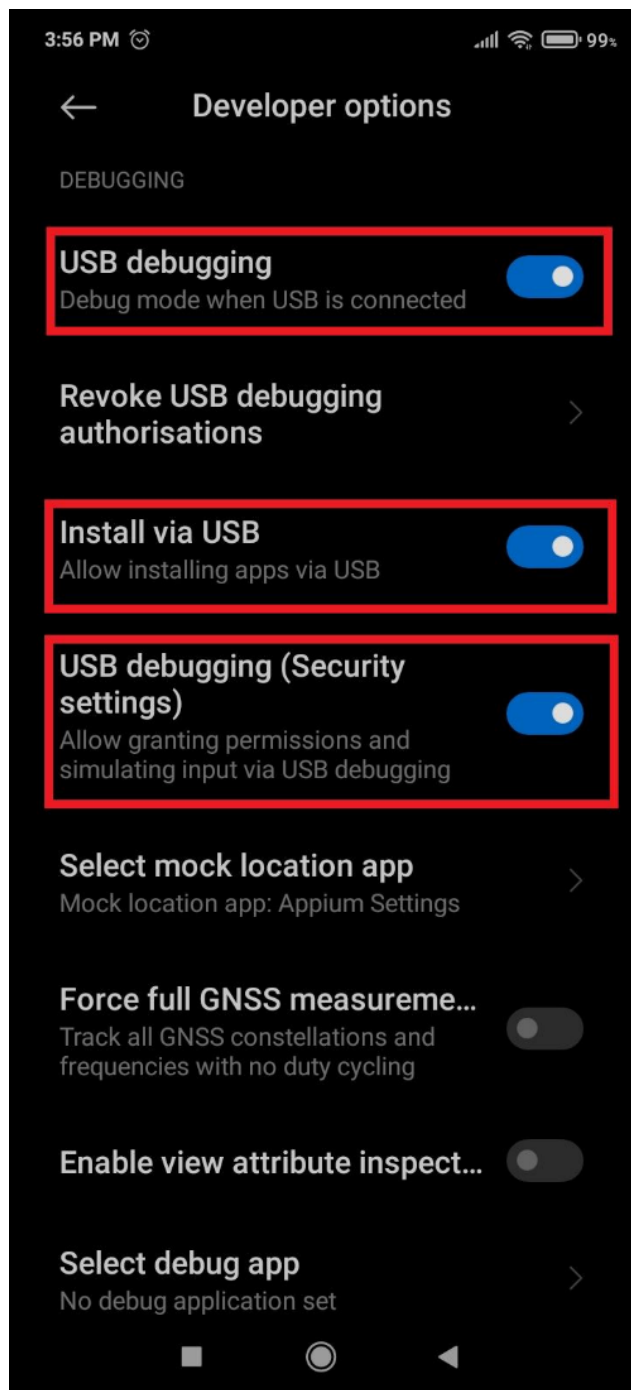 3:56 PM 99%
Developer options
DEBUGGING
USB debugging
Debug mode when USB is connected
Revoke USB debugging
authorisations
Install via USB
Allow installing apps via USB
USB debugging (Security
settings)
Allow granting permissions and
simulating input via USB debugging
Select mock location app
Mock location app: Appium Settings
Force full GNSS measureme...
Track all GNSS constellations and
frequencies with no duty cycling
Enable view attribute inspect...
Select debug app
No debug application set